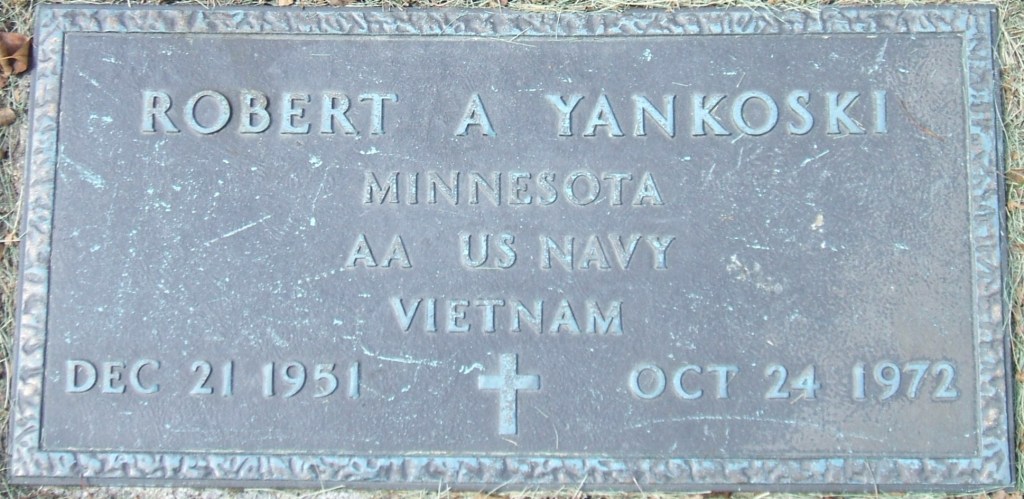 ROBERT A YANKOSKI
MINNESOTA
AA US NAVY
VIETNAM
DEC 21 1951 OCT 24 1972